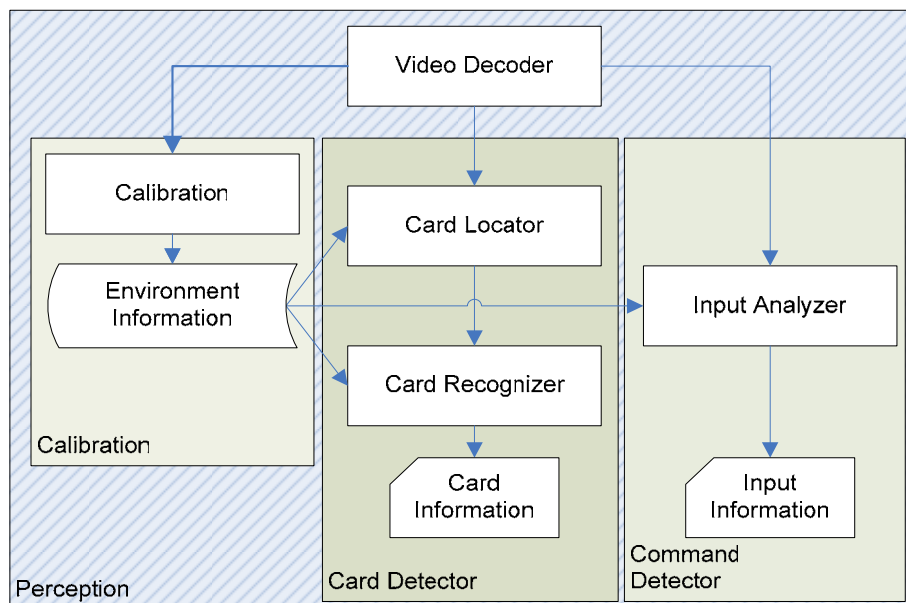 Video Decoder
Calibration
Environment
Information
Calibration
Card Locator
Card Recognizer
Card
Information
Card Detector
Input Analyzer
Input
Information
Command
Detector
Perception